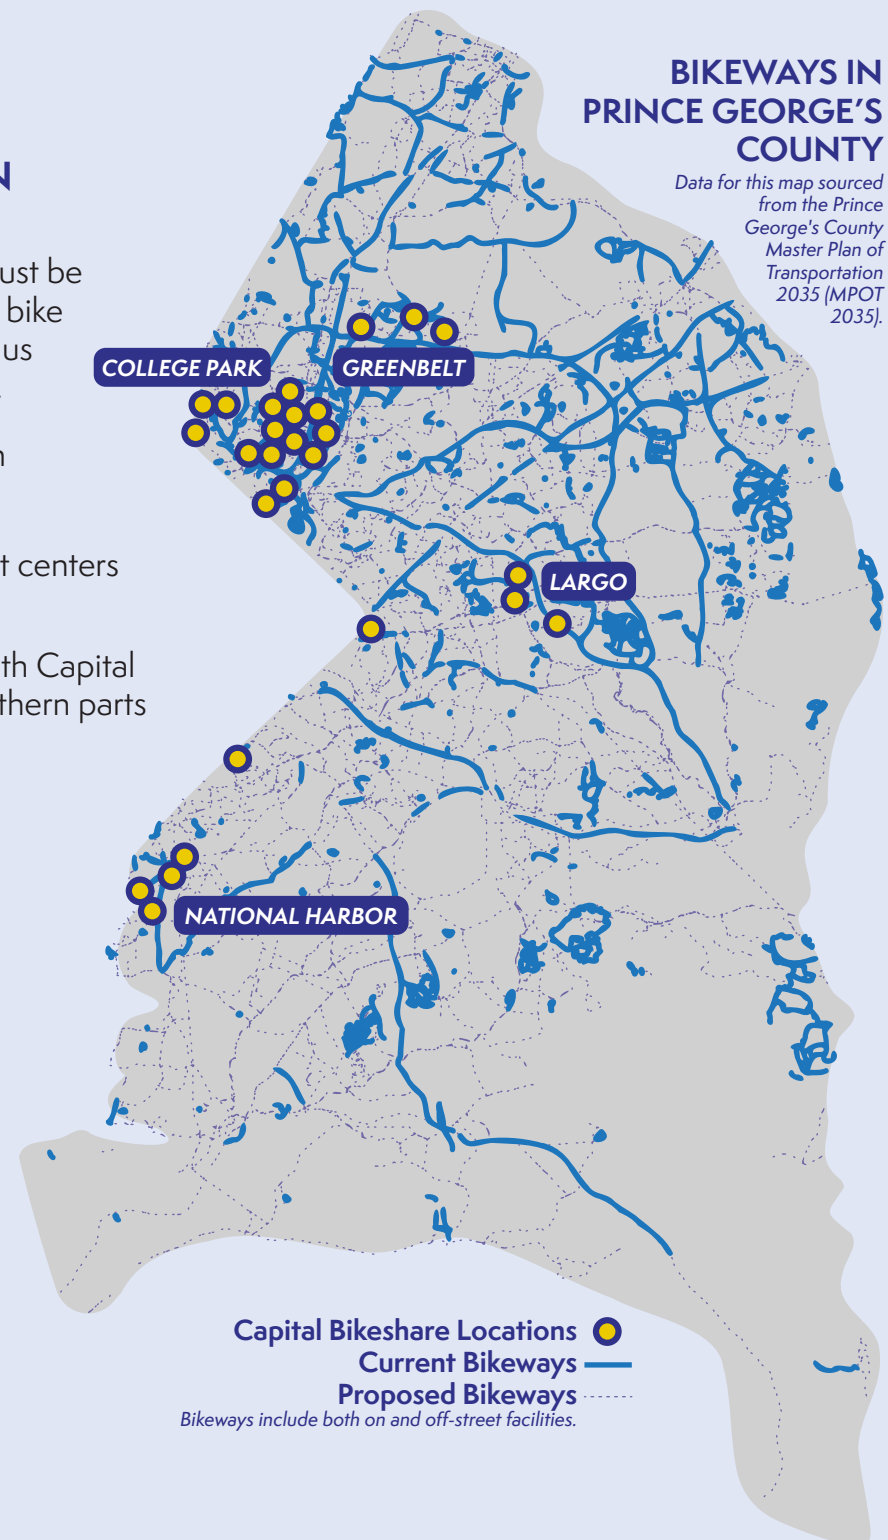 BIKEWAYS IN
PRINCE GEORGE'S
COUNTY
Data for this map sourced
from the Prince
George's County
Master Plan of
Transportation
2035 (MPOT
2035).
N
ust be
bike
us
n
t centers
th Capital
thern parts
COLLEGE PARK
GREENBELT
LARGO
NATIONAL HARBOR
Capital Bikeshare Locations
Current Bikeways
Proposed Bikeways
Bikeways include both on and off-street facilities.